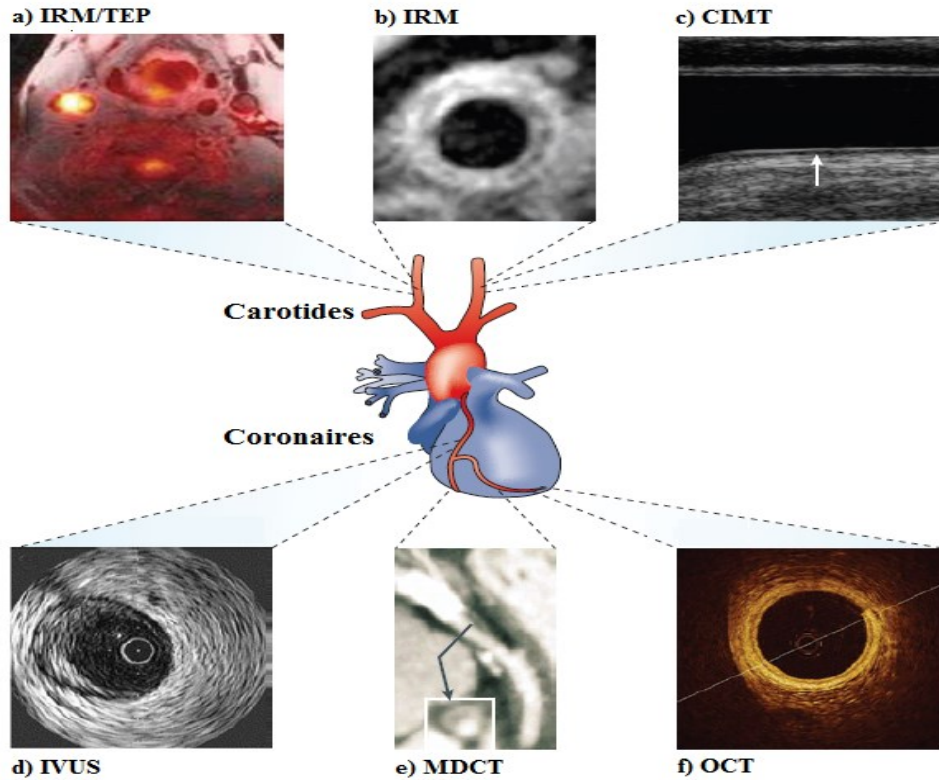 a) IRM/TEP
b) IRM
c) CIMT
Carotides
Coronaires
d) IVUS
e) MDCT
f) OCT